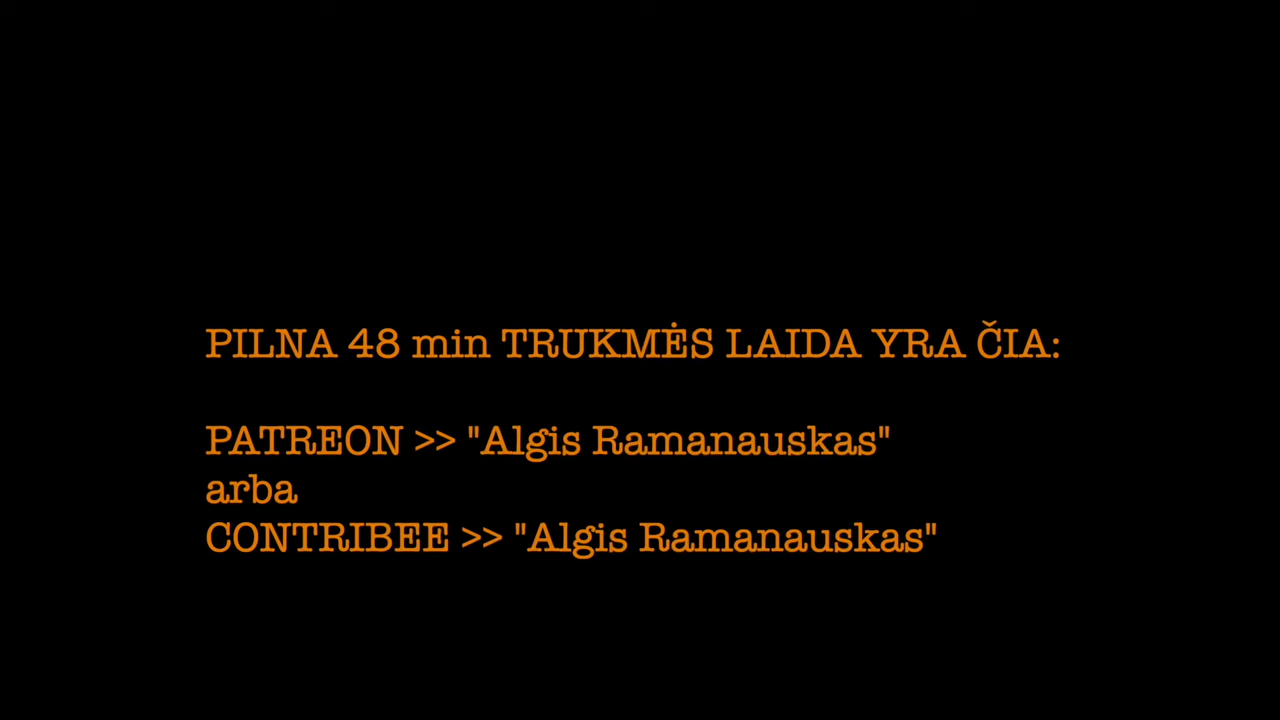 PILNA 48 min TRUKMĖS LAIDA YRA ČIA:
PATREON >> "Algis Ramanauskas"
arba
CONTRIBEE >> "Algis Ramanauskas"